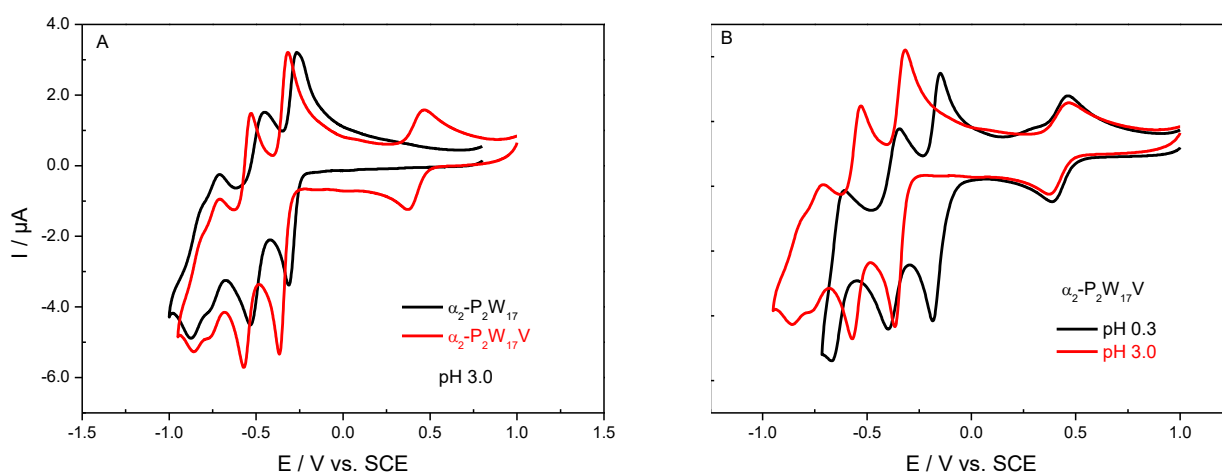 A
4.0
2.0
0.0
-2.0
-4.0
-6.0
I / µA
α2-P2W17
α2-P2W17V
pH 3.0
-1.5 -1.0 -0.5 0.0 0.5 1.0 1.5
E / V vs. SCE
B
α2-P2W17V
pH 0.3
pH 3.0
-1.0 -0.5 0.0 0.5 1.0
E / V vs. SCE